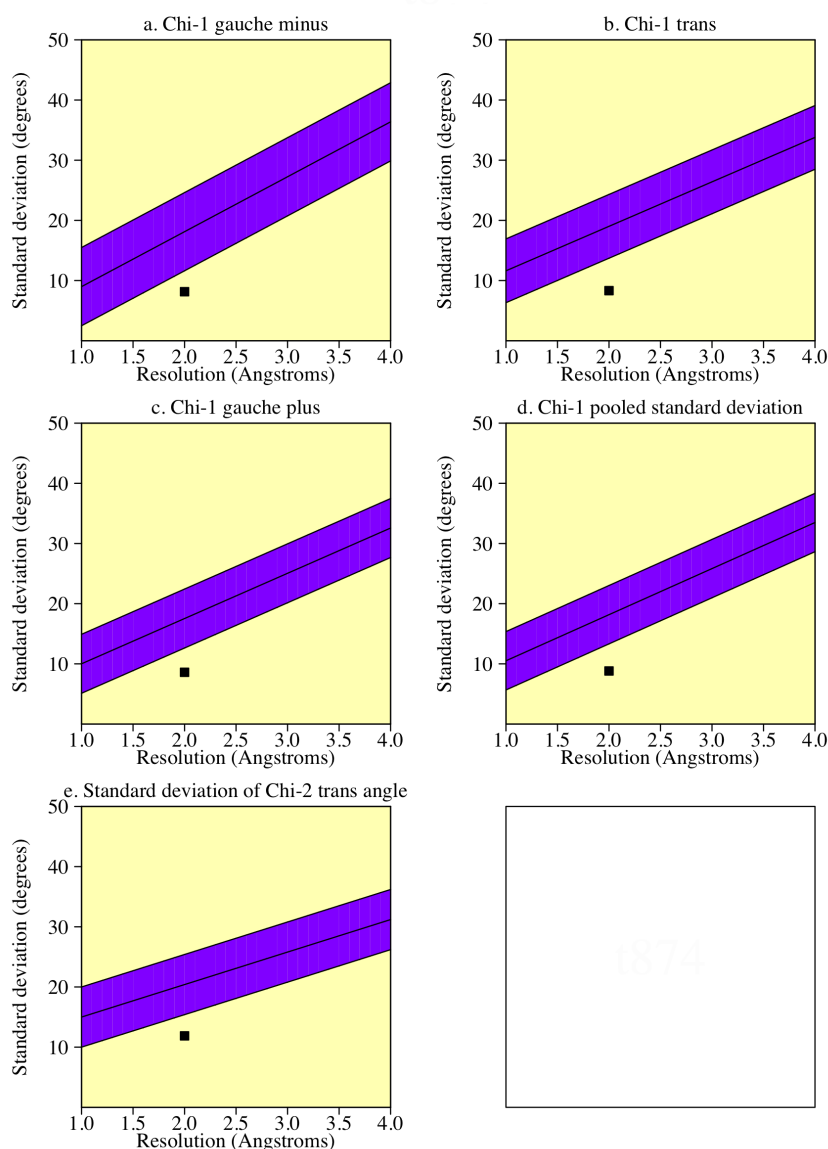 a. Chi-1 gauche minus
50
40
30
20
10
Standard deviation (degrees)
1.0 1.5 2.0 2.5 3.0 3.5 4.0
Resolution (Angstroms)
b. Chi-1 trans
50
40
30
20
10
Standard deviation (degrees)
1.0 1.5 2.0 2.5 3.0 3.5 4.0
Resolution (Angstroms)
c. Chi-1 gauche plus
50
40
30
20
10
Standard deviation (degrees)
1.0 1.5 2.0 2.5 3.0 3.5 4.0
Resolution (Angstroms)
d. Chi-1 pooled standard deviation
50
40
30
20
10
Standard deviation (degrees)
1.0 1.5 2.0 2.5 3.0 3.5 4.0
Resolution (Angstroms)
e. Standard deviation of Chi-2 trans angle
50
40
30
20
10
Standard deviation (degrees)
1.0 1.5 2.0 2.5 3.0 3.5 4.0
Resolution (Angstroms)
t874